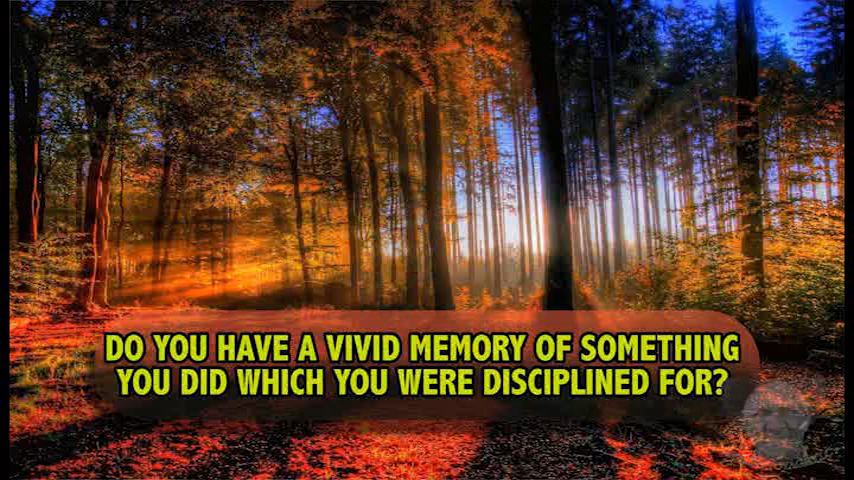 DO YOU HAVE A VIVID MEMORY OF SOMETHING
YOU DID WHICH YOU WERE DISCIPLINED FOR?